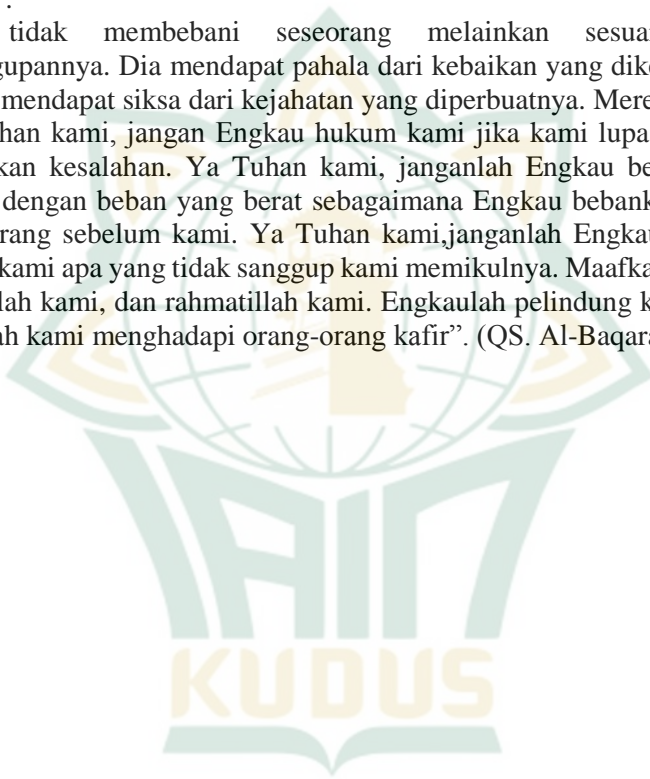 .
tidak membebani seseorang melainkan sesua
gupannya. Dia mendapat pahala dari kebaikan yang dik
mendapat siksa dari kejahatan yang diperbuatnya. Mere
han kami, jangan Engkau hukum kami jika kami lupa
kan kesalahan. Ya Tuhan kami, janganlah Engkau be
dengan beban yang berat sebagaimana Engkau bebank
rang sebelum kami. Ya Tuhan kami,janganlah Engkau
kami apa yang tidak sanggup kami memikulnya. Maafka
lah kami, dan rahmatillah kami. Engkaulah pelindung k
ah kami menghadapi orang-orang kafir”. (QS. Al-Baqara
IAIN
KUDUS